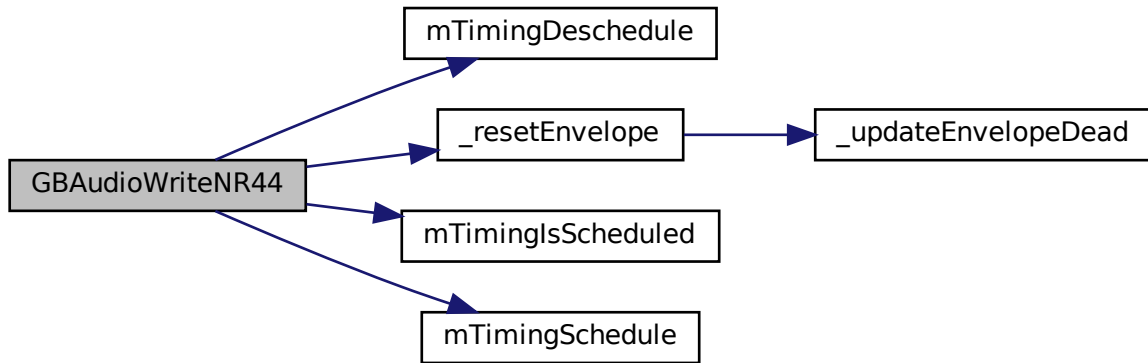 mTimingDeschedule
_resetEnvelope
_updateEnvelopeDead
GBAudioWriteNR44
mTimingIsScheduled
mTimingSchedule